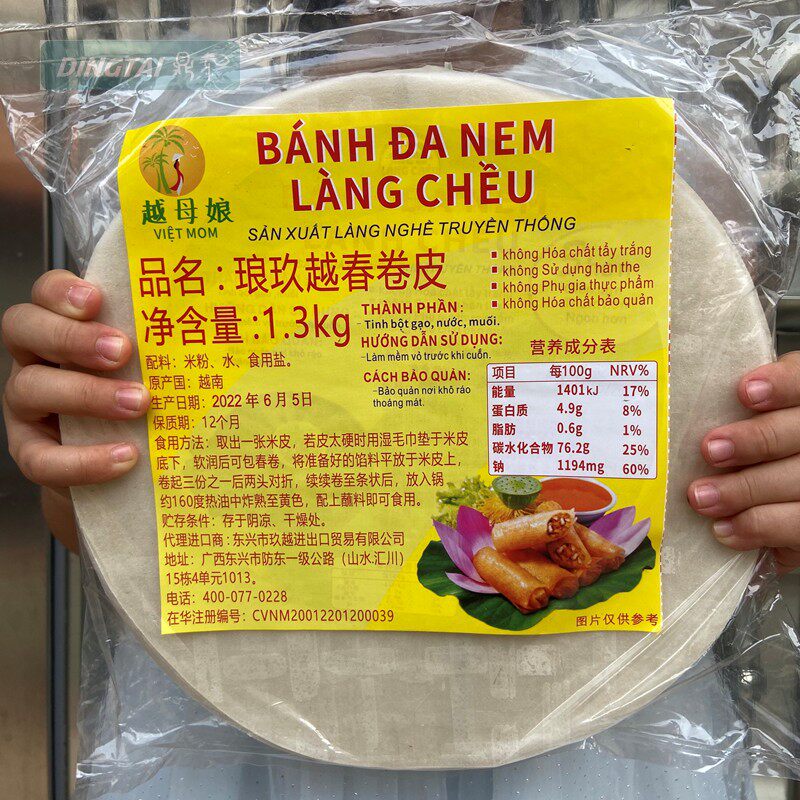 DINGTAI鼎泰
越母娘
VIỆT MOM
BÁNH ĐA NEM
LÀNG CHỀU
SẢN XUẤT LÀNG NGHỀ TRUYỀN THỐNG
品名：琅玖越春卷皮
净含量：1.3kg
配料：米粉、水、食用盐。
原产国：越南
生产日期：2022年6月5日
保质期：12个月
không Hóa chất tẩy trắng
không Sử dụng hàn the
không Phụ gia thực phẩm
không Hóa chất bảo quản
THÀNH PHẦN:
-Tinh bột gạo, nước, muối.
HƯỚNG DẪN SỬ DỤNG:
-Làm mềm vỏ trước khi cuốn.
CÁCH BẢO QUẢN:
-Bảo quản nơi khô ráo
thoáng mát.
营养成分表
项目 每100g NRV%
能量 1401kJ 17%
蛋白质 4.9g 8%
脂肪 0.6g 1%
碳水化合物 76.2g 25%
钠 1194mg 60%
食用方法：取出一张米皮，若皮太硬时用湿毛巾垫于米皮
底下，软润后可包春卷，将准备好的馅料平放于米皮上，
卷起三份之一后两头对折，续续卷至条状后，放入锅
约160度热油中炸熟至黄色，配上蘸料即可食用。
贮存条件：存于阴凉、干燥处。
代理进口商：东兴市玖越进出口贸易有限公司
地址：广西东兴市防东一级公路（山水.汇川）
15栋4单元1013。
电话：400-077-0228
在华注册编号：CVNM20012201200039
图片仅供参考